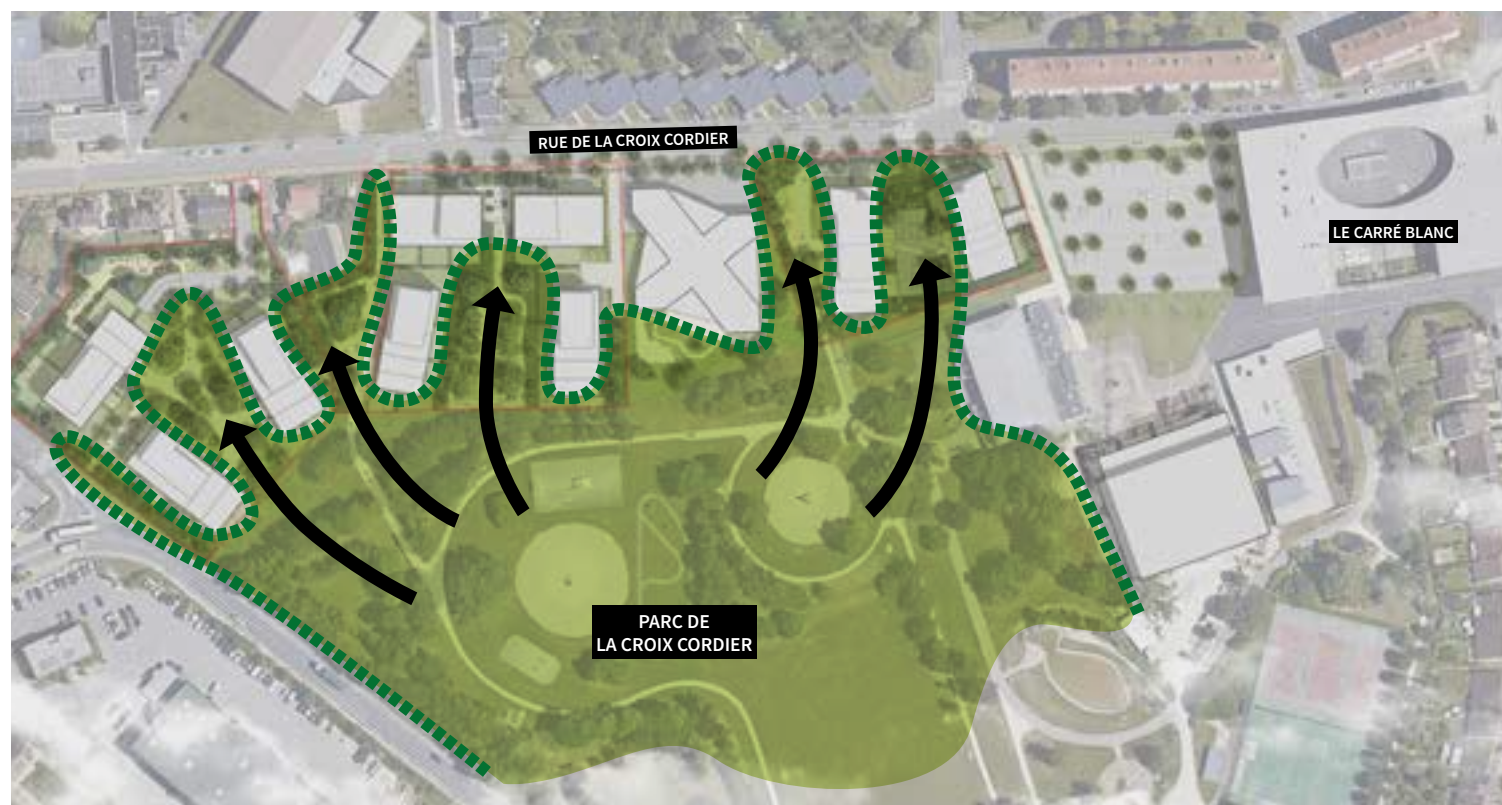 RUE DE LA CROIX CORDIER
LE CARRÉ BLANC
PARC DE
LA CROIX CORDIER